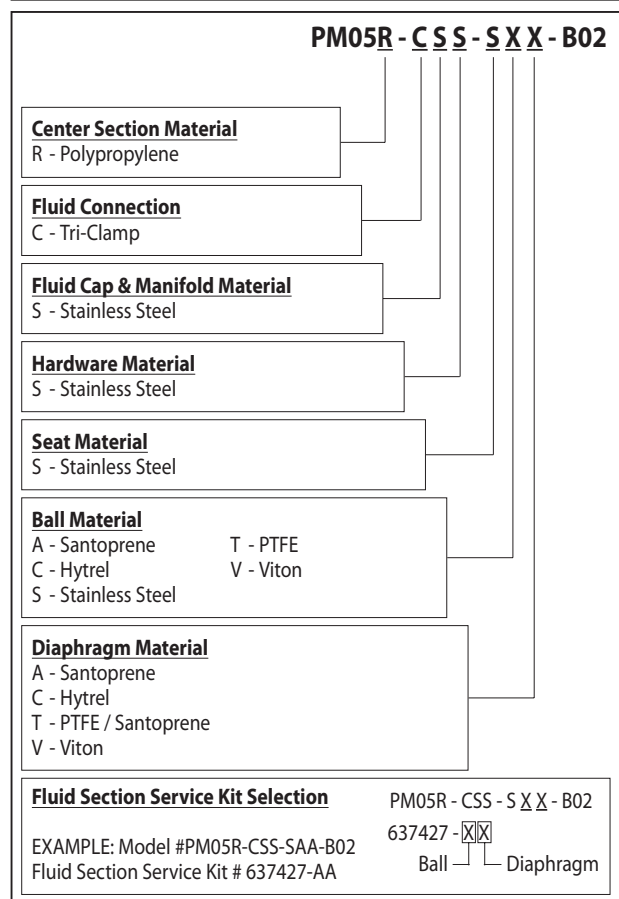 PM05R - C S S - S X X - B02
Center Section Material
R - Polypropylene
Fluid Connection
C - Tri-Clamp
Fluid Cap & Manifold Material
S - Stainless Steel
Hardware Material
S - Stainless Steel
Seat Material
S - Stainless Steel
Ball Material
A - Santoprene T - PTFE
C - Hytrel V - Viton
S - Stainless Steel
Diaphragm Material
A - Santoprene
C - Hytrel
T - PTFE / Santoprene
V - Viton
Fluid Section Service Kit Selection PM05R - CSS - S X X - B02
637427 - X X
EXAMPLE: Model #PM05R-CSS-SAA-B02
Ball Diaphragm
Fluid Section Service Kit # 637427-AA